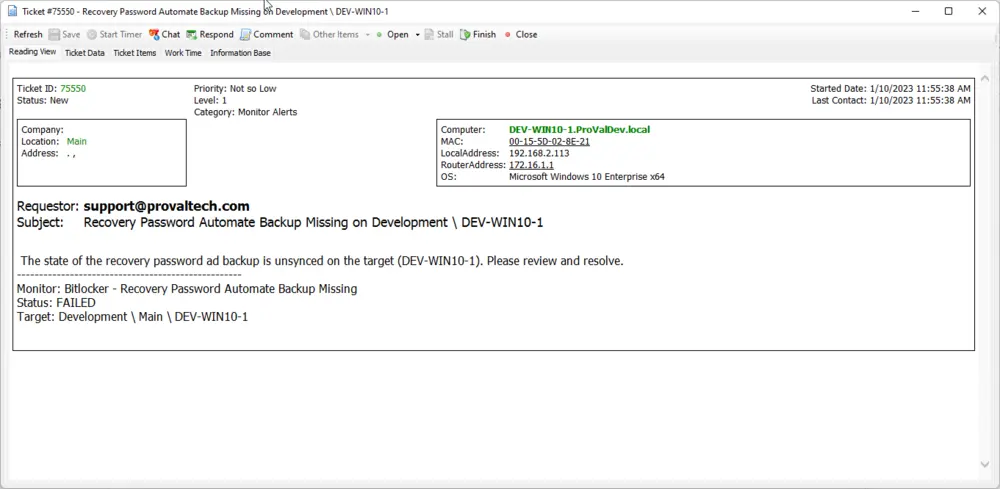 Ticket #75550 - Recovery Password Automate Backup Missing on Development \ DEV-WIN10-1
Refresh Save Start Timer Chat Respond Comment Other Items Open Stall Finish Close
Reading View Ticket Data Ticket Items Work Time Information Base
Ticket ID: 75550 Priority: Not so Low Started Date: 1/10/2023 11:55:38 AM
Status: New Level: 1 Last Contact: 1/10/2023 11:55:38 AM
Category: Monitor Alerts
Company:
Location: Main
Address: . ,
Computer: DEV-WIN10-1.ProValDev.local
MAC: 00-15-5D-02-8E-21
LocalAddress: 192.168.2.113
RouterAddress: 172.16.1.1
OS: Microsoft Windows 10 Enterprise x64
Requestor: support@provaltech.com
Subject: Recovery Password Automate Backup Missing on Development \ DEV-WIN10-1
The state of the recovery password ad backup is unsynced on the target (DEV-WIN10-1). Please review and resolve.
--------------------------------------------------
Monitor: Bitlocker - Recovery Password Automate Backup Missing
Status: FAILED
Target: Development \ Main \ DEV-WIN10-1